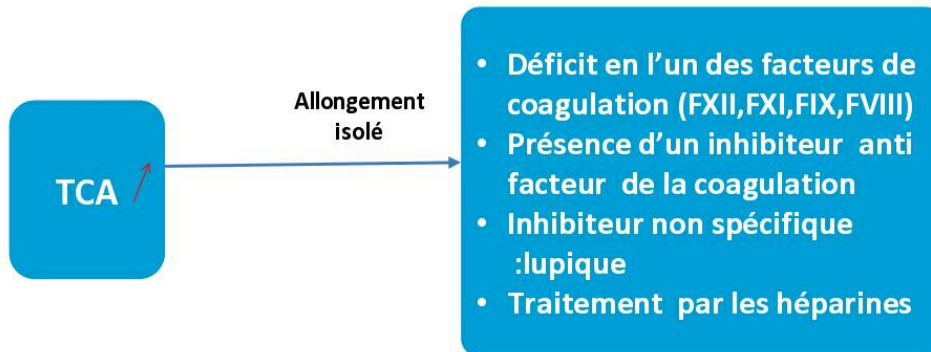 TCA
Allongement
isolé
• Déficit en l'un des facteurs de
coagulation (FXII,FXI,FIX,FVIII)
• Présence d'un inhibiteur anti
facteur de la coagulation
• Inhibiteur non spécifique
:lupique
• Traitement par les héparines